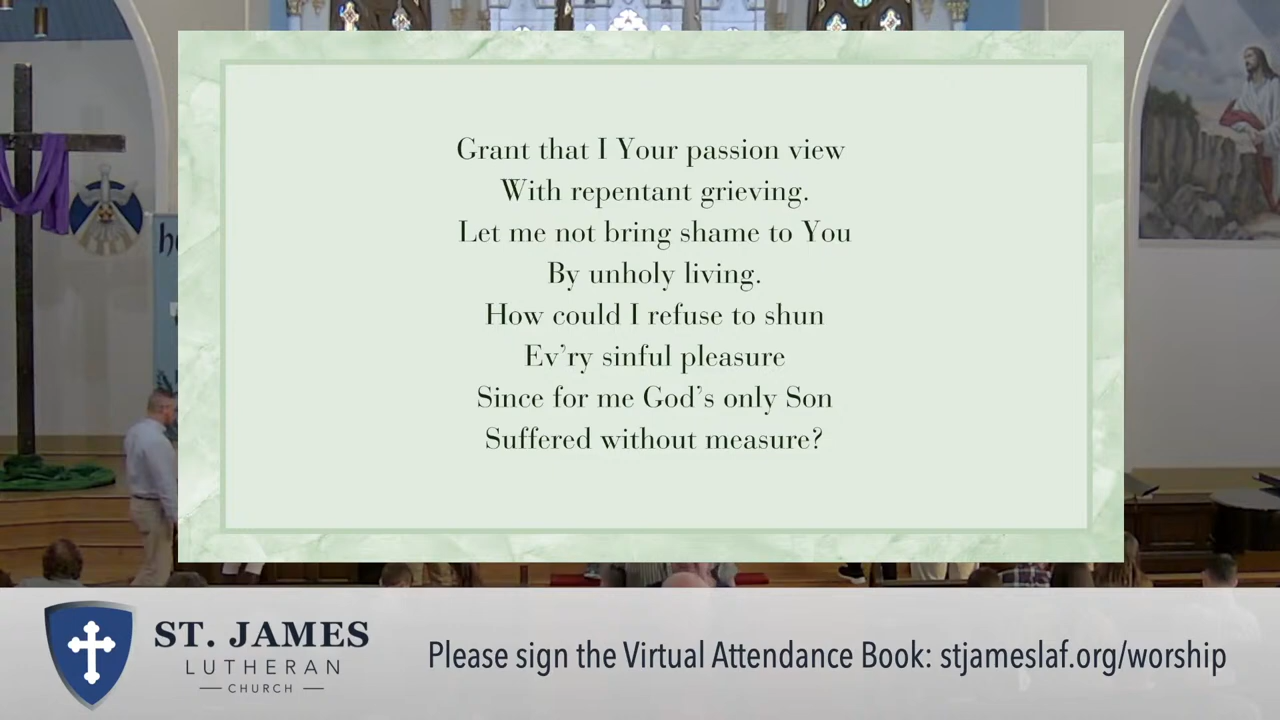 Grant that I Your passion view
With repentant grieving.
Let me not bring shame to You
By unholy living.
How could I refuse to shun
Ev’ry sinful pleasure
Since for me God’s only Son
Suffered without measure?
ST. JAMES
LUTHERAN
CHURCH
Please sign the Virtual Attendance Book: stjameslaf.org/worship